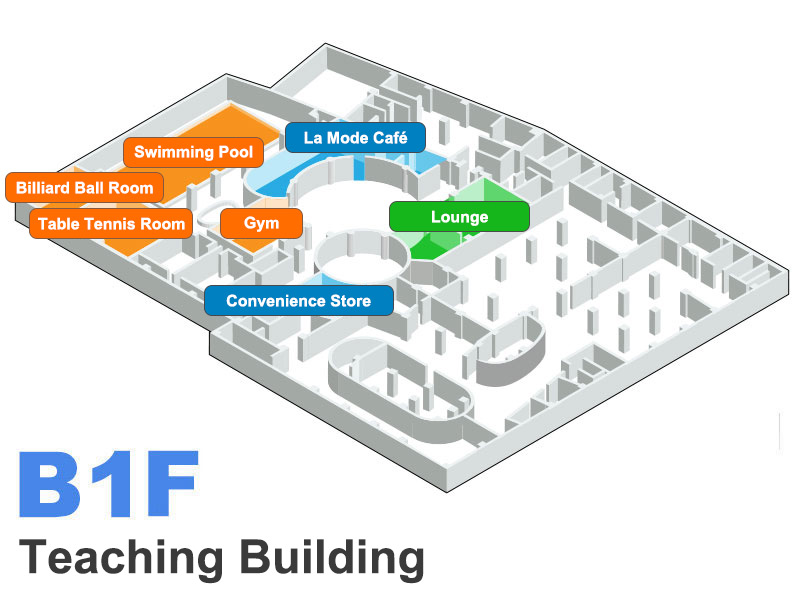 La Mode Café
Swimming Pool
Billiard Ball Room
Table Tennis Room
Gym
Lounge
Convenience Store
B1F
Teaching Building